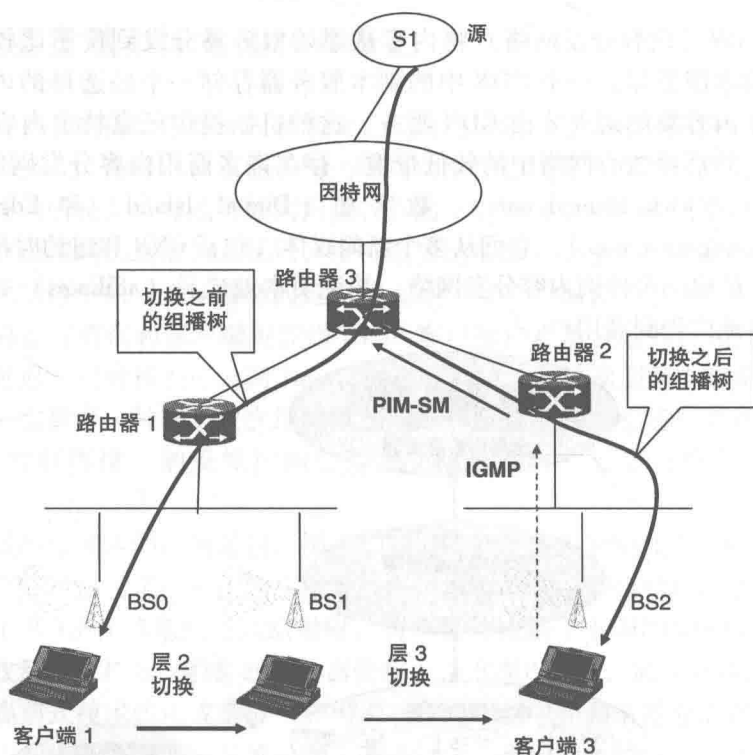 S1
源
因特网
路由器 3
切换之前
的组播树
路由器 2
切换之后
的组播树
PIM-SM
路由器 1
IGMP
BS0
BS1
BS2
层 2
切换
层 3
切换
客户端 1
客户端 3